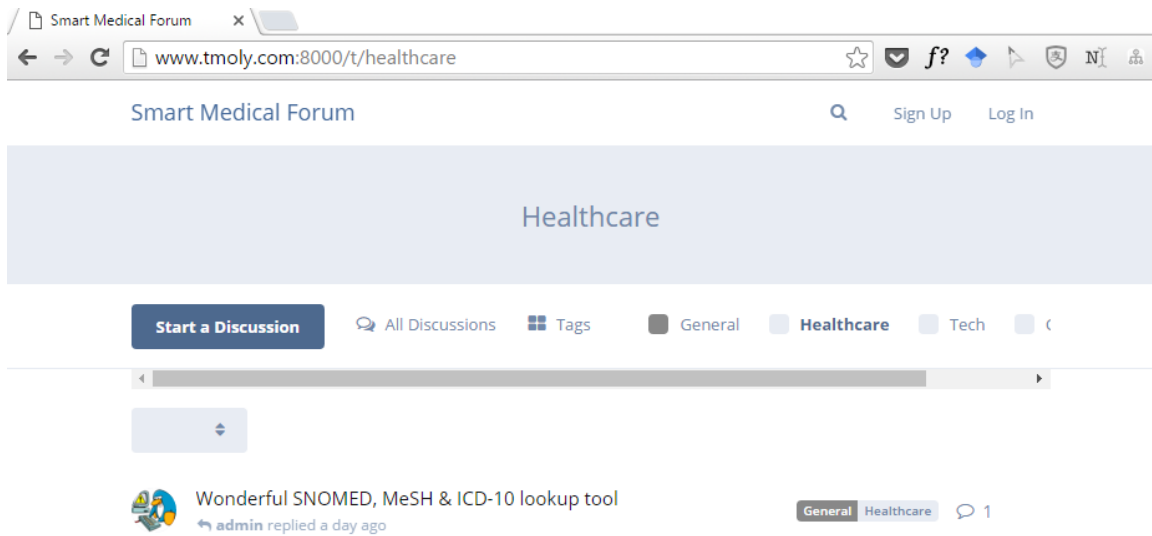 Smart Medical Forum
www.tmoly.com:8000/t/healthcare
f?
Smart Medical Forum
Sign Up
Log In
Healthcare
Start a Discussion
All Discussions
Tags
General
Healthcare
Tech
Wonderful SNOMED, MeSH & ICD-10 lookup tool
General Healthcare
1
admin replied a day ago